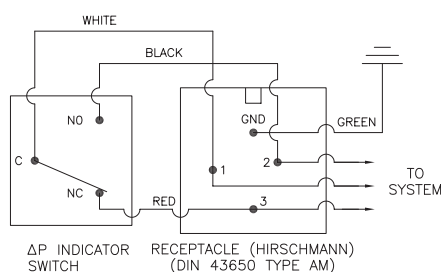 WHITE
BLACK
NO
GND
GREEN
C
1
2
NC
RED
3
TO
SYSTEM
ΔP INDICATOR
SWITCH
RECEPTACLE (HIRSCHMANN)
(DIN 43650 TYPE AM)